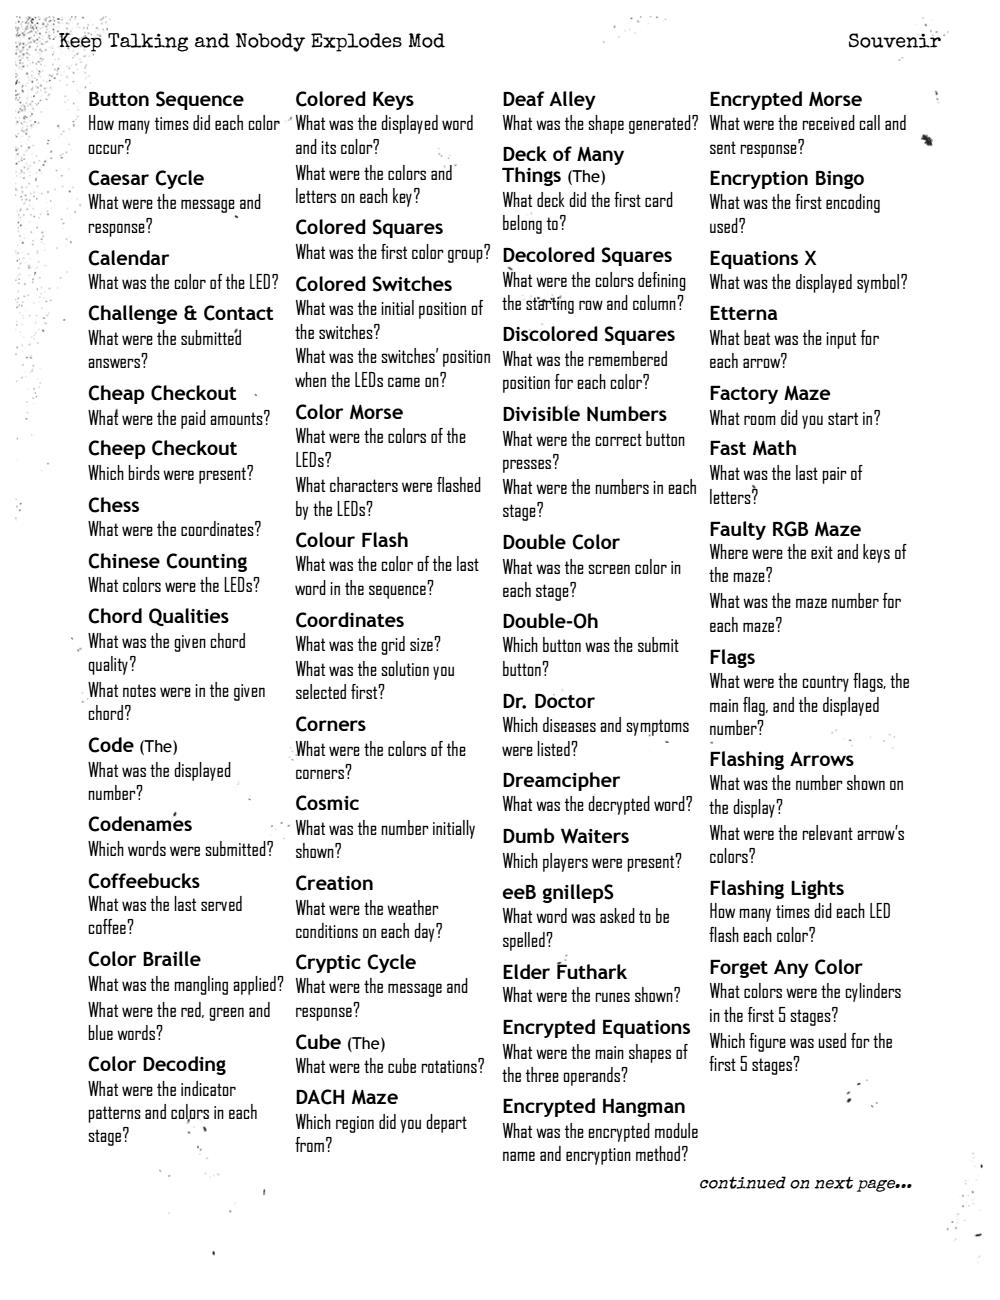 Keep Talking and Nobody Explodes Mod
Souvenir
Button Sequence
How many times did each color
occur?
Caesar Cycle
What were the message and
response?
Calendar
What was the color of the LED?
Challenge & Contact
What were the submitted
answers?
Cheap Checkout
What were the paid amounts?
Cheep Checkout
Which birds were present?
Chess
What were the coordinates?
Chinese Counting
What colors were the LEDs?
Chord Qualities
What was the given chord
quality?
What notes were in the given
chord?
Code (The)
What was the displayed
number?
Codenames
Which words were submitted?
Coffeebucks
What was the last served
coffee?
Color Braille
What was the mangling applied?
What were the red, green and
blue words?
Color Decoding
What were the indicator
patterns and colors in each
stage?
Colored Keys
What was the displayed word
and its color?
What were the colors and
letters on each key?
Colored Squares
What was the first color group?
Colored Switches
What was the initial position of
the switches?
What was the switches’ position
when the LEDs came on?
Color Morse
What were the colors of the
LEDs?
What characters were flashed
by the LEDs?
Colour Flash
What was the color of the last
word in the sequence?
Coordinates
What was the grid size?
What was the solution you
selected first?
Corners
What were the colors of the
corners?
Cosmic
What was the number initially
shown?
Creation
What were the weather
conditions on each day?
Cryptic Cycle
What were the message and
response?
Cube (The)
What were the cube rotations?
DACH Maze
Which region did you depart
from?
Deaf Alley
What was the shape generated?
Deck of Many
Things (The)
What deck did the first card
belong to?
Decolored Squares
What were the colors defining
the starting row and column?
Discolored Squares
What was the remembered
position for each color?
Divisible Numbers
What were the correct button
presses?
What were the numbers in each
stage?
Double Color
What was the screen color in
each stage?
Double-Oh
Which button was the submit
button?
Dr. Doctor
Which diseases and symptoms
were listed?
Dreamcipher
What was the decrypted word?
Dumb Waiters
Which players were present?
eeB gnillepS
What word was asked to be
spelled?
Elder Futhark
What were the runes shown?
Encrypted Equations
What were the main shapes of
the three operands?
Encrypted Hangman
What was the encrypted module
name and encryption method?
Encrypted Morse
What were the received call and
sent response?
Encryption Bingo
What was the first encoding
used?
Equations X
What was the displayed symbol?
Etterna
What beat was the input for
each arrow?
Factory Maze
What room did you start in?
Fast Math
What was the last pair of
letters?
Faulty RGB Maze
Where were the exit and keys of
the maze?
What was the maze number for
each maze?
Flags
What were the country flags, the
main flag, and the displayed
number?
Flashing Arrows
What was the number shown on
the display?
What were the relevant arrow’s
colors?
Flashing Lights
How many times did each LED
flash each color?
Forget Any Color
What colors were the cylinders
in the first 5 stages?
Which figure was used for the
first 5 stages?
continued on next page...